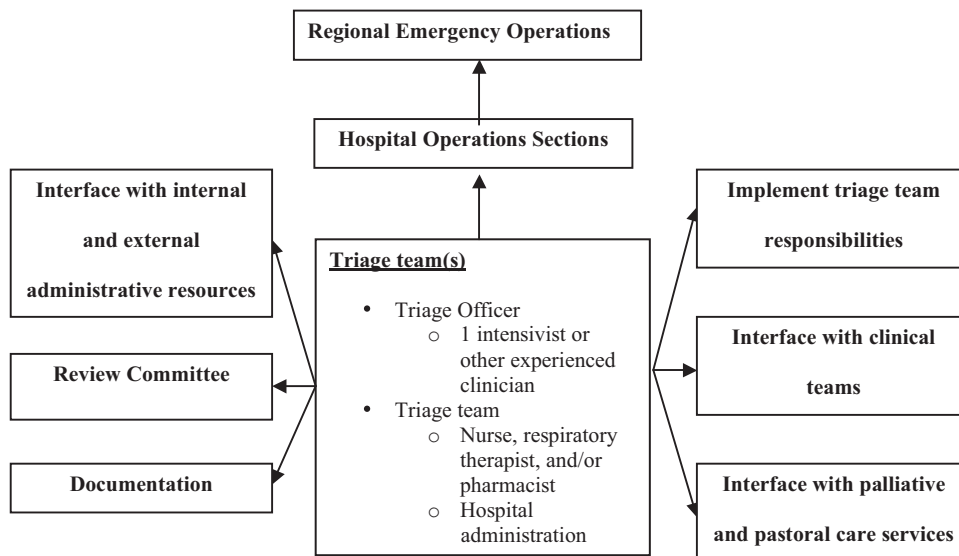 Regional Emergency Operations
Hospital Operations Sections
Interface with internal
and external
administrative resources
Review Committee
Documentation
Triage team(s)
• Triage Officer
o 1 intensivist or
other experienced
clinician
• Triage team
o Nurse, respiratory
therapist, and/or
pharmacist
o Hospital
administration
Implement triage team
responsibilities
Interface with clinical
teams
Interface with palliative
and pastoral care services